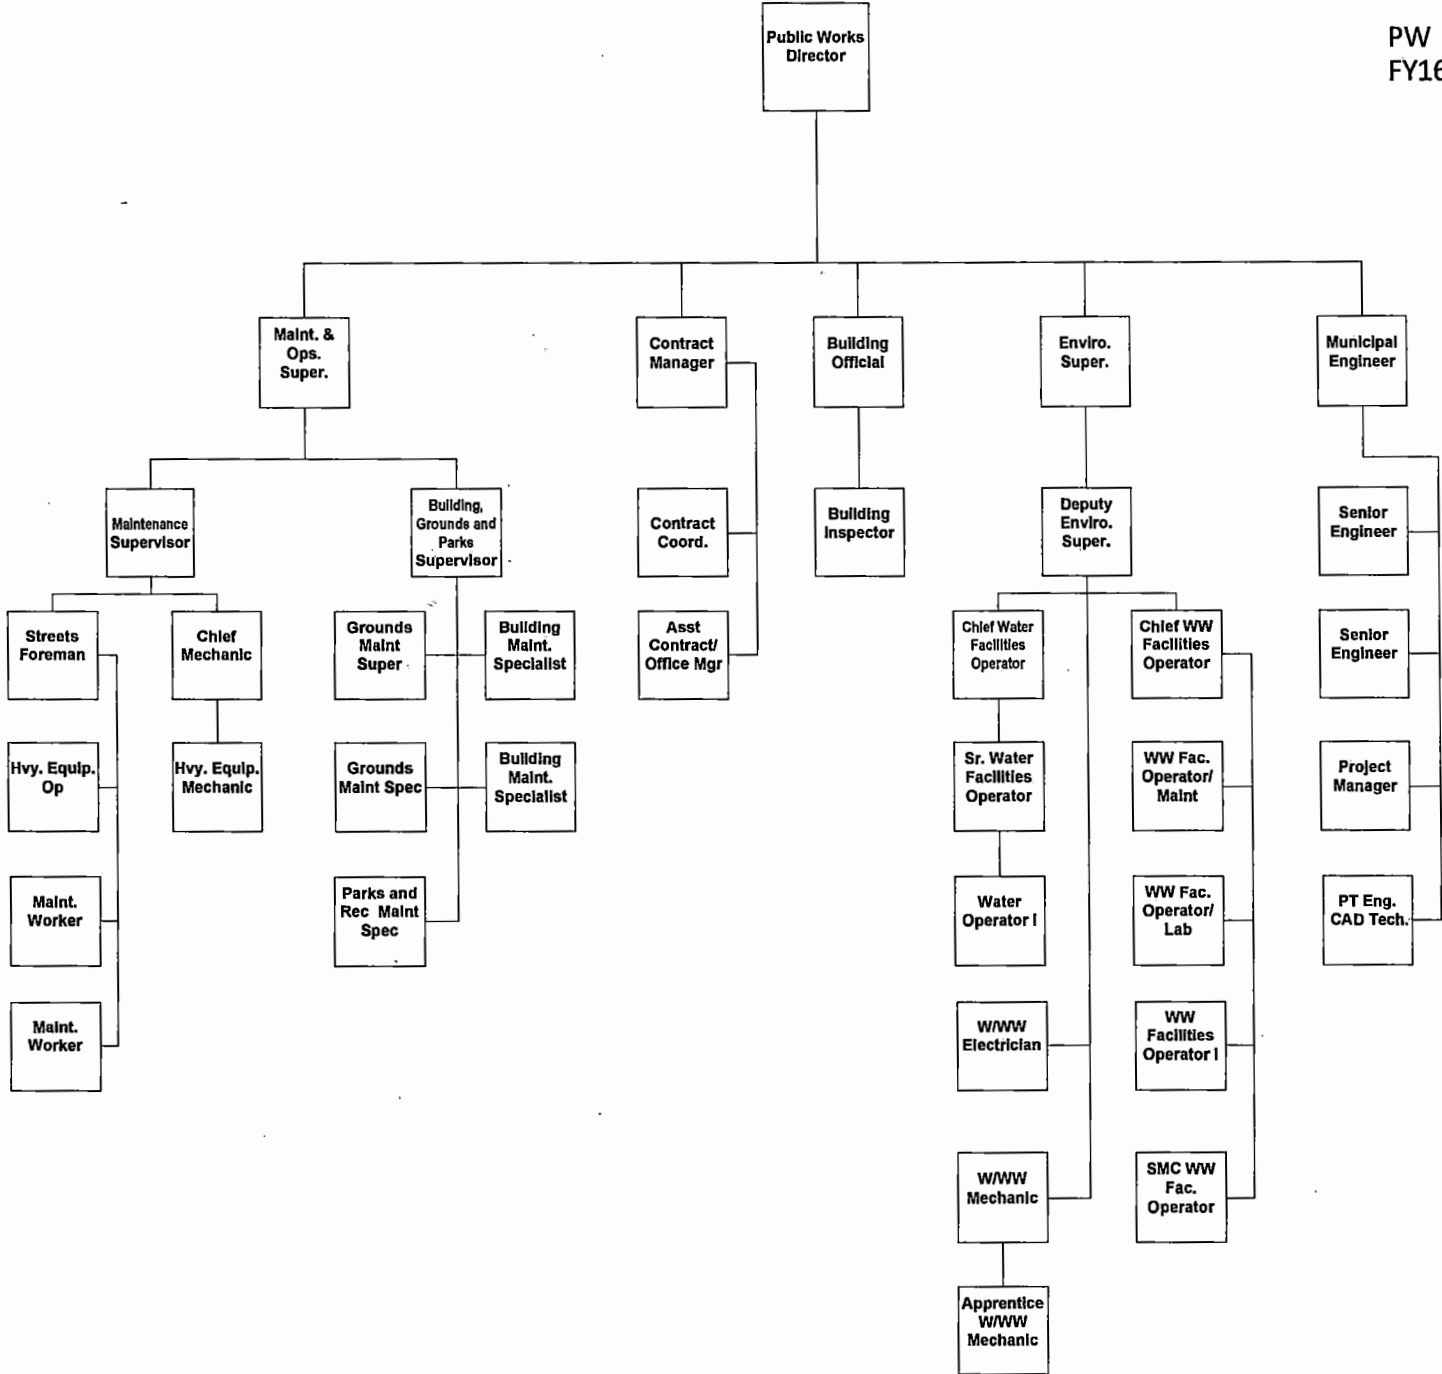 PW
FY16
Public Works
Director
Maint. &
Ops.
Super.
Contract
Manager
Building
Official
Enviro.
Super.
Municipal
Engineer
Maintenance
Supervisor
Building,
Grounds and
Parks
Supervisor
Contract
Coord.
Building
Inspector
Deputy
Enviro.
Super.
Senior
Engineer
Streets
Foreman
Chief
Mechanic
Grounds
Maint
Super
Building
Maint.
Specialist
Asst
Contract/
Office Mgr
Chief Water
Facilities
Operator
Chief WW
Facilities
Operator
Senior
Engineer
Hvy. Equip.
Op
Hvy. Equip.
Mechanic
Grounds
Maint Spec
Building
Maint.
Specialist
Sr. Water
Facilities
Operator
WW Fac.
Operator/
Maint
Project
Manager
Maint.
Worker
Parks and
Rec Maint
Spec
Water
Operator I
WW Fac.
Operator/
Lab
PT Eng.
CAD Tech.
Maint.
Worker
W/WW
Electrician
WW
Facilities
Operator I
W/WW
Mechanic
SMC WW
Fac.
Operator
Apprentice
W/WW
Mechanic